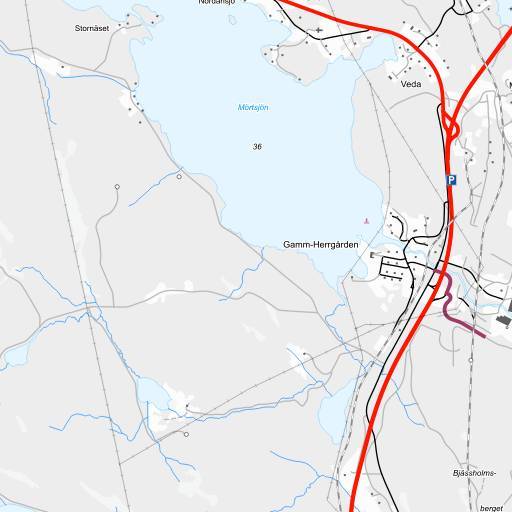 Nordansjö
Stornäset
Veda
Mörtsjön
36
P
Gamm-Herrgården
Bjässholms-
berget